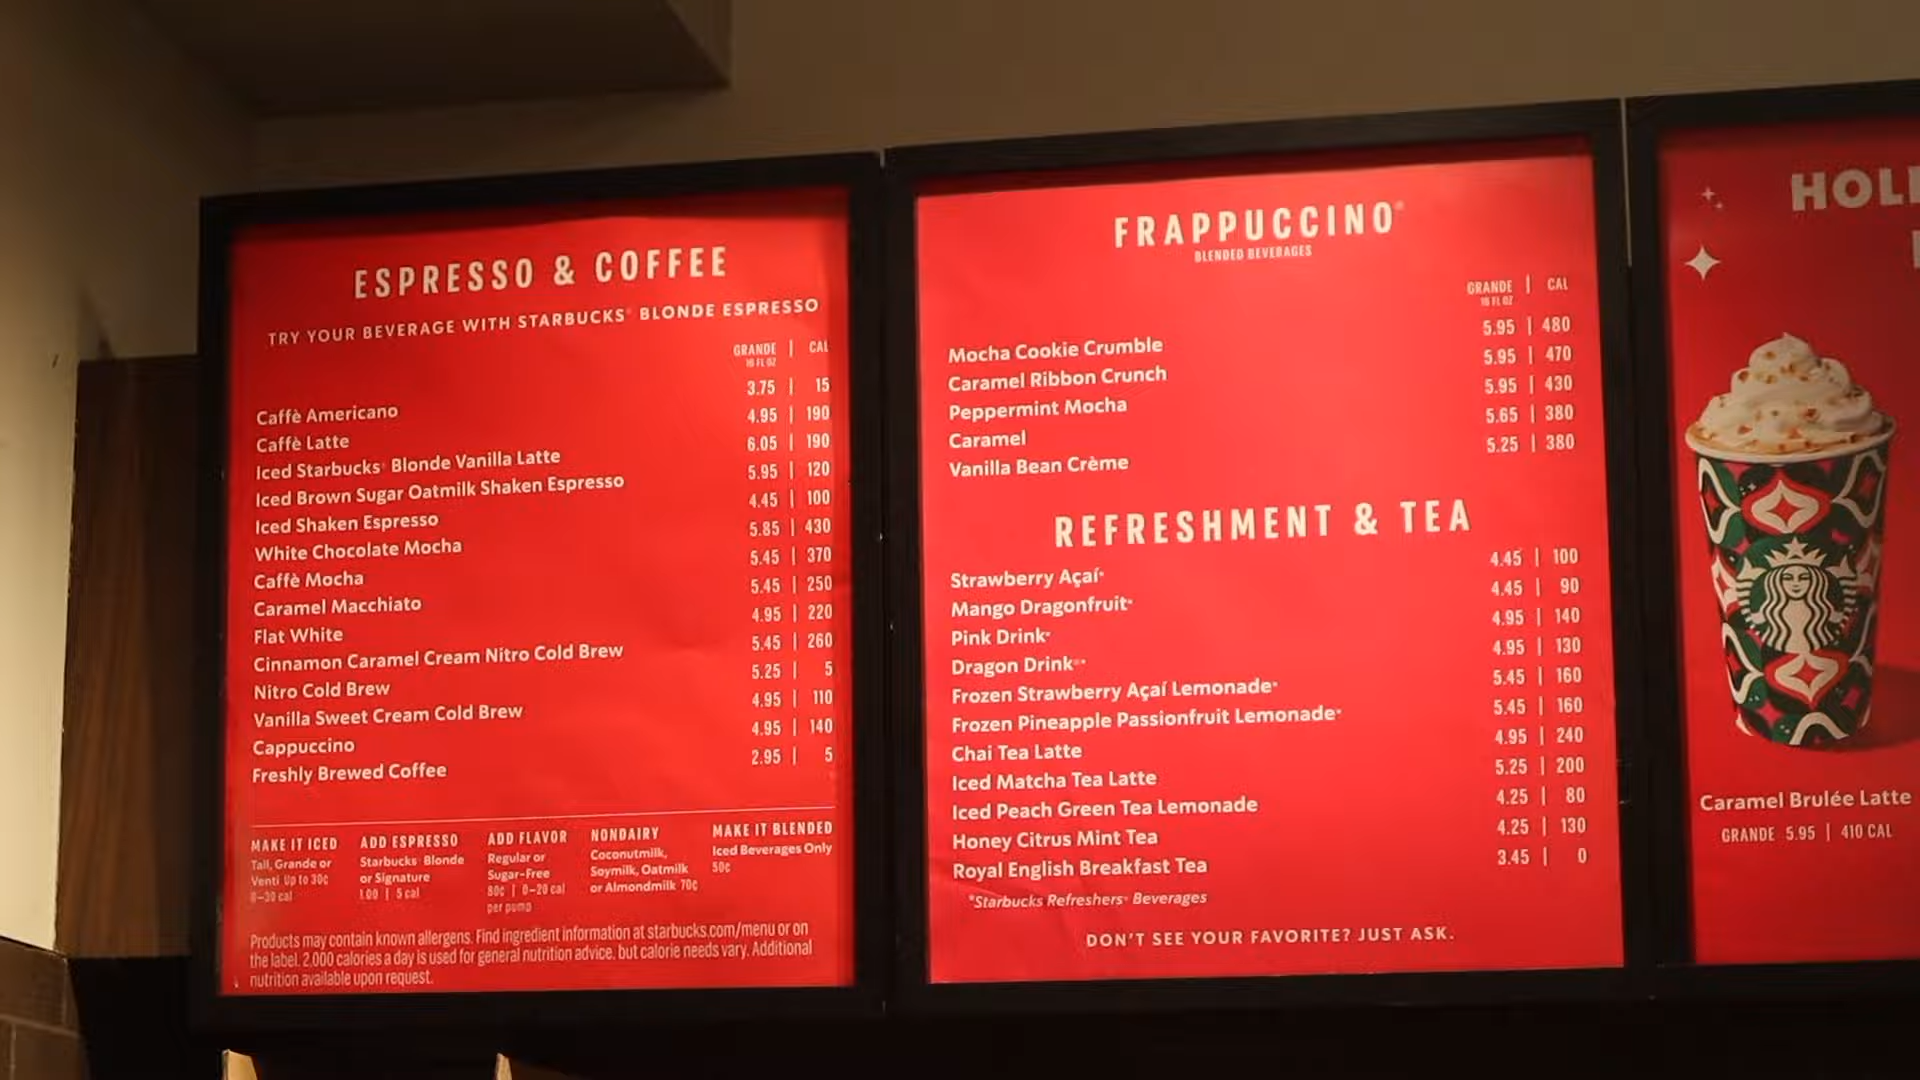 ESPRESSO & COFFEE
TRY YOUR BEVERAGE WITH STARBUCKS® BLONDE ESPRESSO
GRANDE | CAL
16 FL OZ
Caffè Americano 3.75 | 15
Caffè Latte 4.95 | 190
Iced Starbucks® Blonde Vanilla Latte 6.05 | 190
Iced Brown Sugar Oatmilk Shaken Espresso 5.95 | 120
Iced Shaken Espresso 4.45 | 100
White Chocolate Mocha 5.85 | 430
Caffè Mocha 5.45 | 370
Caramel Macchiato 5.45 | 250
Flat White 4.95 | 220
Cinnamon Caramel Cream Nitro Cold Brew 5.45 | 260
Nitro Cold Brew 5.25 | 5
Vanilla Sweet Cream Cold Brew 4.95 | 110
Cappuccino 4.95 | 140
Freshly Brewed Coffee 2.95 | 5
MAKE IT ICED
Tall, Grande or
Venti Up to 30¢
0–30 cal
ADD ESPRESSO
Starbucks® Blonde
or Signature
1.00 | 5 cal
ADD FLAVOR
Regular or
Sugar-Free
80¢ | 0–20 cal
per pump
NONDAIRY
Coconutmilk,
Soymilk, Oatmilk
or Almondmilk 70¢
MAKE IT BLENDED
Iced Beverages Only
50¢
Products may contain known allergens. Find ingredient information at starbucks.com/menu or on
the label. 2,000 calories a day is used for general nutrition advice, but calorie needs vary. Additional
nutrition available upon request.
FRAPPUCCINO®
BLENDED BEVERAGES
GRANDE | CAL
16 FL OZ
Mocha Cookie Crumble 5.95 | 480
Caramel Ribbon Crunch 5.95 | 470
Peppermint Mocha 5.95 | 430
Caramel 5.65 | 380
Vanilla Bean Crème 5.25 | 380
REFRESHMENT & TEA
Strawberry Açaí* 4.45 | 100
Mango Dragonfruit* 4.45 | 90
Pink Drink* 4.95 | 140
Dragon Drink®* 4.95 | 130
Frozen Strawberry Açaí Lemonade* 5.45 | 160
Frozen Pineapple Passionfruit Lemonade* 5.45 | 160
Chai Tea Latte 4.95 | 240
Iced Matcha Tea Latte 5.25 | 200
Iced Peach Green Tea Lemonade 4.25 | 80
Honey Citrus Mint Tea 4.25 | 130
Royal English Breakfast Tea 3.45 | 0
*Starbucks Refreshers® Beverages
DON'T SEE YOUR FAVORITE? JUST ASK.
HOL
Caramel Brulée Latte
GRANDE 5.95 | 410 CAL